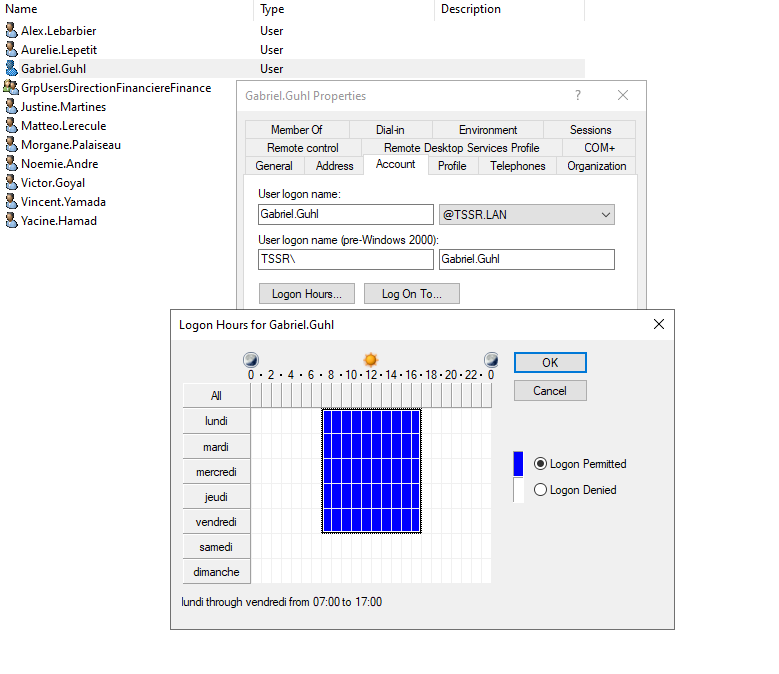 Name Type Description
Alex.Lebarbier User
Aurelie.Lepetit User
Gabriel.Guhl User
GrpUsersDirectionFinanciereFinance
Justine.Martines
Matteo.Lerecule
Morgane.Palaiseau
Noemie.Andre
Victor.Goyal
Vincent.Yamada
Yacine.Hamad
Gabriel.Guhl Properties ?
Member Of Dial-in Environment Sessions
Remote control Remote Desktop Services Profile COM+
General Address Account Profile Telephones Organization
User logon name:
Gabriel.Guhl @TSSR.LAN
User logon name (pre-Windows 2000):
TSSR\ Gabriel.Guhl
Logon Hours... Log On To...
Logon Hours for Gabriel.Guhl
0 · 2 · 4 · 6 · 8 · 10 · 12 · 14 · 16 · 18 · 20 · 22 · 0
All
lundi
mardi
mercredi
jeudi
vendredi
samedi
dimanche
OK
Cancel
Logon Permitted
Logon Denied
lundi through vendredi from 07:00 to 17:00